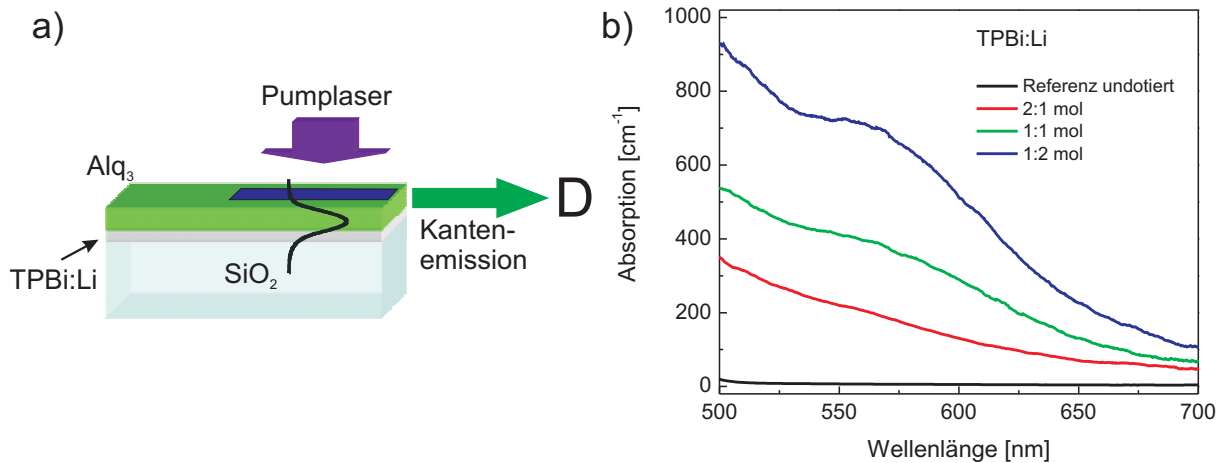 a)
Pumplaser
Alq3
D
Kanten-
emission
TPBi:Li
SiO2
b)
1000
800
600
400
200
0
Absorption [cm-1]
TPBi:Li
Referenz undotiert
2:1 mol
1:1 mol
1:2 mol
500
550
600
650
700
Wellenlänge [nm]